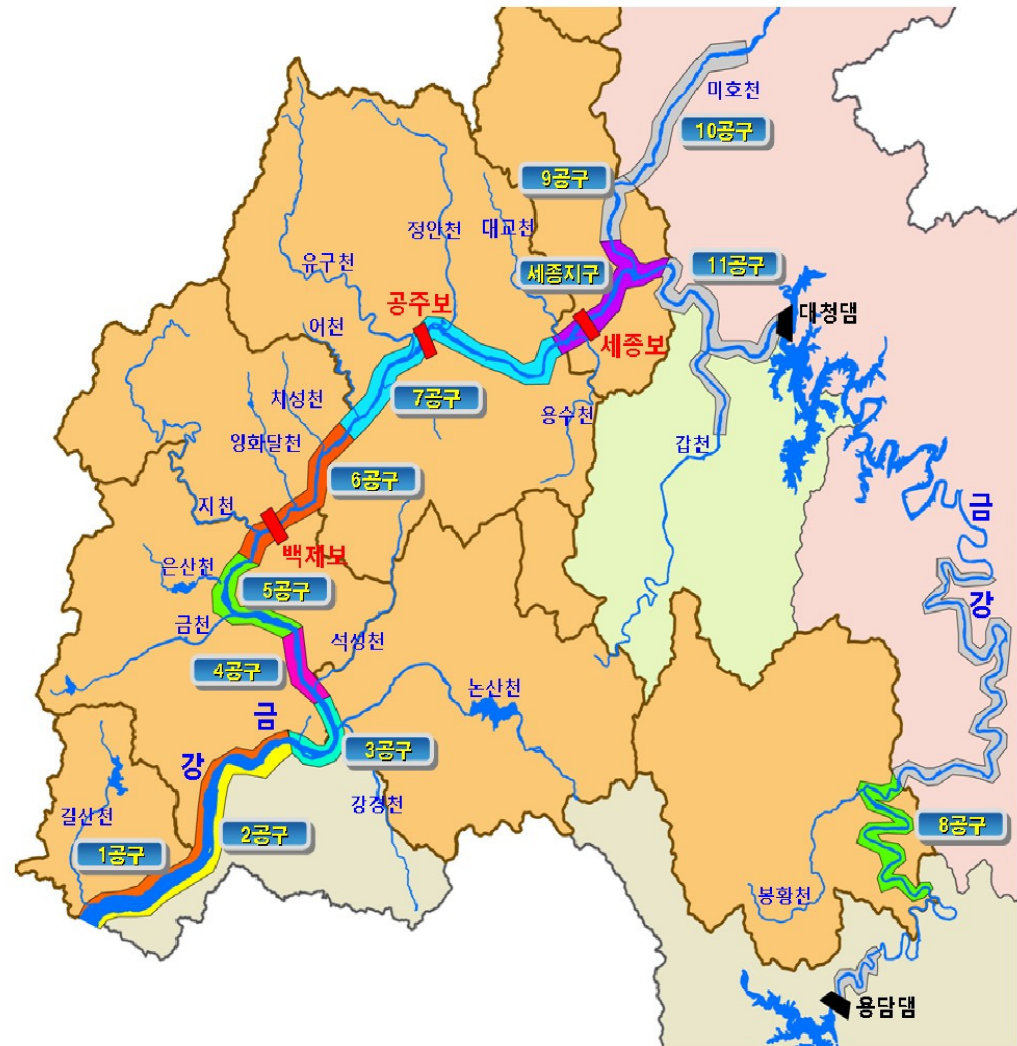 미호천
10공구
9공구
정안천
대교천
유구천
세종지구
11공구
공주보
대청댐
어천
세종보
치성천
7공구
용수천
잉화달천
갑천
6공구
지천
금
백제보
은산천
5공구
강
금천
석성천
4공구
논산천
금
3공구
강
강경천
길산천
2공구
8공구
1공구
봉황천
용담댐